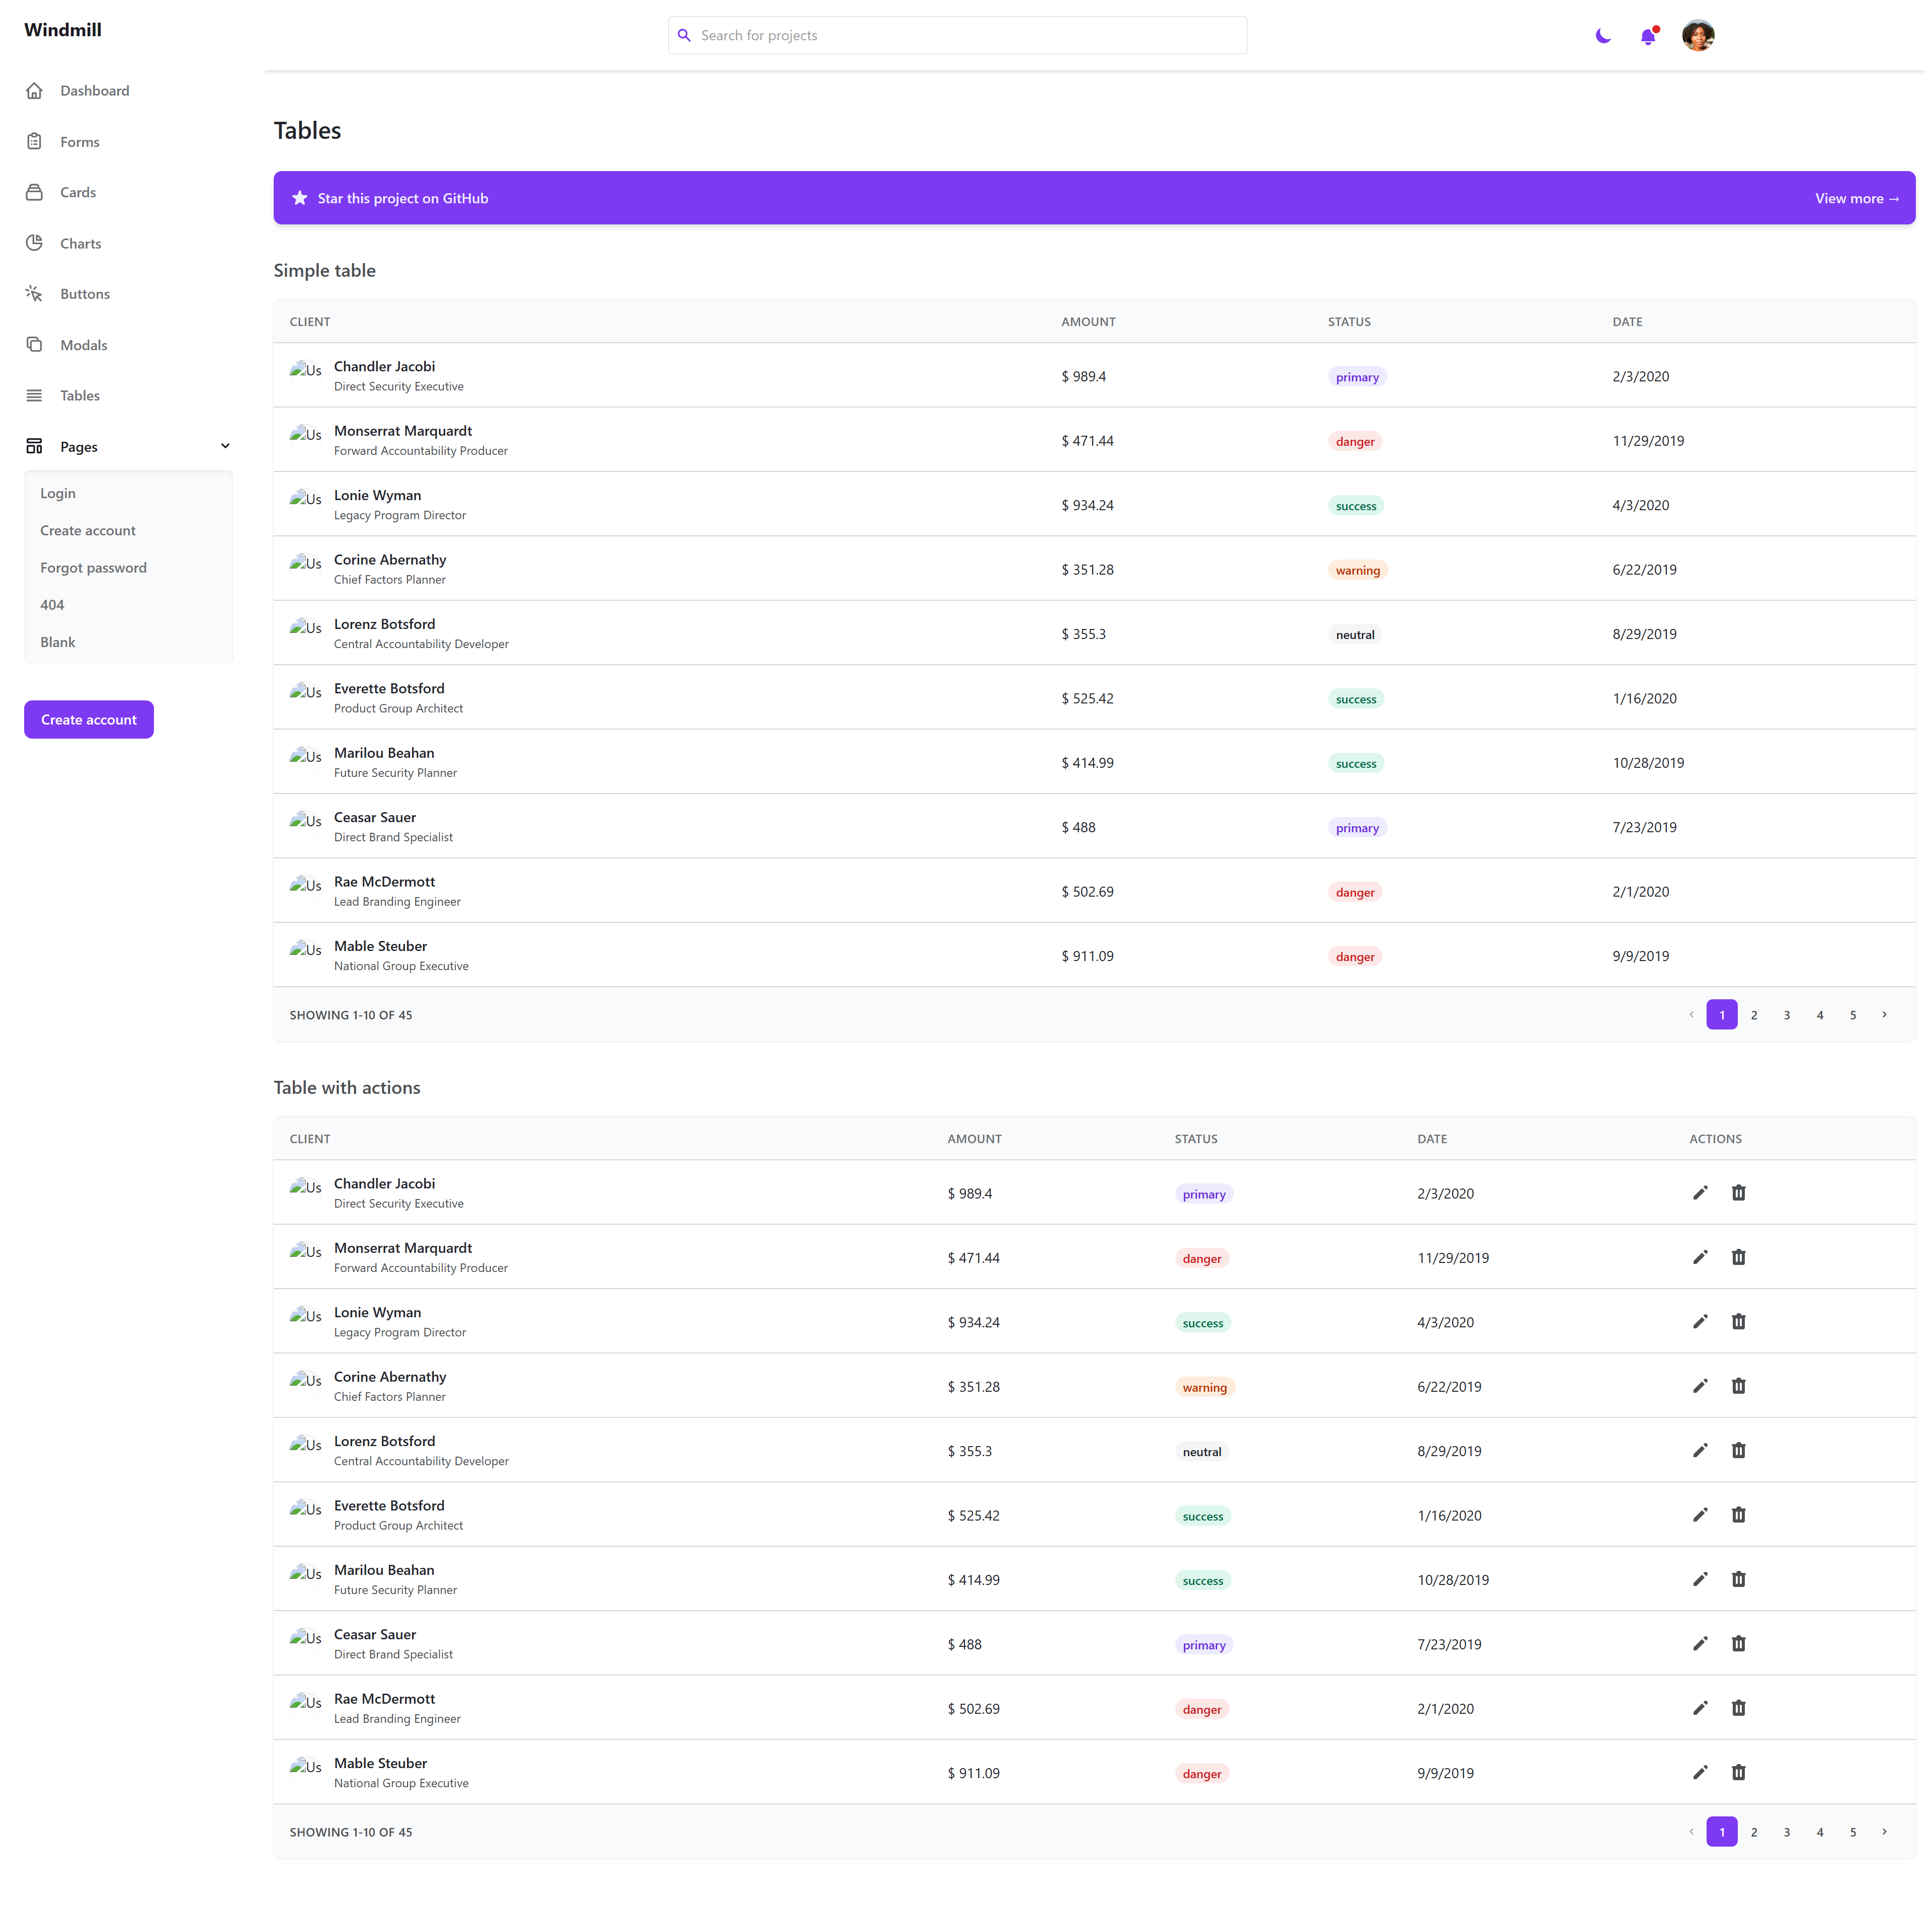 Windmill
Search for projects
Dashboard
Forms
Cards
Charts
Buttons
Modals
Tables
Pages
Login
Create account
Forgot password
404
Blank
Create account
Tables
Star this project on GitHub View more →
Simple table
CLIENT AMOUNT STATUS DATE
Us Chandler Jacobi $ 989.4 primary 2/3/2020
Direct Security Executive
Us Monserrat Marquardt $ 471.44 danger 11/29/2019
Forward Accountability Producer
Us Lonie Wyman $ 934.24 success 4/3/2020
Legacy Program Director
Us Corine Abernathy $ 351.28 warning 6/22/2019
Chief Factors Planner
Us Lorenz Botsford $ 355.3 neutral 8/29/2019
Central Accountability Developer
Us Everette Botsford $ 525.42 success 1/16/2020
Product Group Architect
Us Marilou Beahan $ 414.99 success 10/28/2019
Future Security Planner
Us Ceasar Sauer $ 488 primary 7/23/2019
Direct Brand Specialist
Us Rae McDermott $ 502.69 danger 2/1/2020
Lead Branding Engineer
Us Mable Steuber $ 911.09 danger 9/9/2019
National Group Executive
SHOWING 1-10 OF 45 1 2 3 4 5
Table with actions
CLIENT AMOUNT STATUS DATE ACTIONS
Us Chandler Jacobi $ 989.4 primary 2/3/2020
Direct Security Executive
Us Monserrat Marquardt $ 471.44 danger 11/29/2019
Forward Accountability Producer
Us Lonie Wyman $ 934.24 success 4/3/2020
Legacy Program Director
Us Corine Abernathy $ 351.28 warning 6/22/2019
Chief Factors Planner
Us Lorenz Botsford $ 355.3 neutral 8/29/2019
Central Accountability Developer
Us Everette Botsford $ 525.42 success 1/16/2020
Product Group Architect
Us Marilou Beahan $ 414.99 success 10/28/2019
Future Security Planner
Us Ceasar Sauer $ 488 primary 7/23/2019
Direct Brand Specialist
Us Rae McDermott $ 502.69 danger 2/1/2020
Lead Branding Engineer
Us Mable Steuber $ 911.09 danger 9/9/2019
National Group Executive
SHOWING 1-10 OF 45 1 2 3 4 5